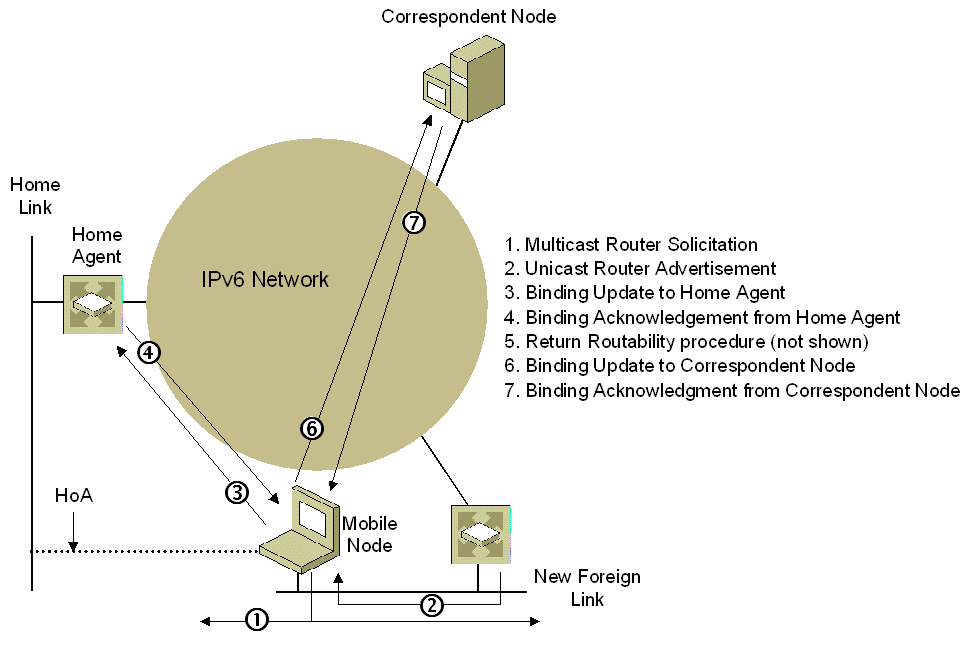 Correspondent Node
Home
Link
Home
Agent
IPv6 Network
7
1. Multicast Router Solicitation
2. Unicast Router Advertisement
3. Binding Update to Home Agent
4. Binding Acknowledgement from Home Agent
5. Return Routability procedure (not shown)
6. Binding Update to Correspondent Node
7. Binding Acknowledgment from Correspondent Node
4
6
3
HoA
Mobile
Node
New Foreign
Link
2
1